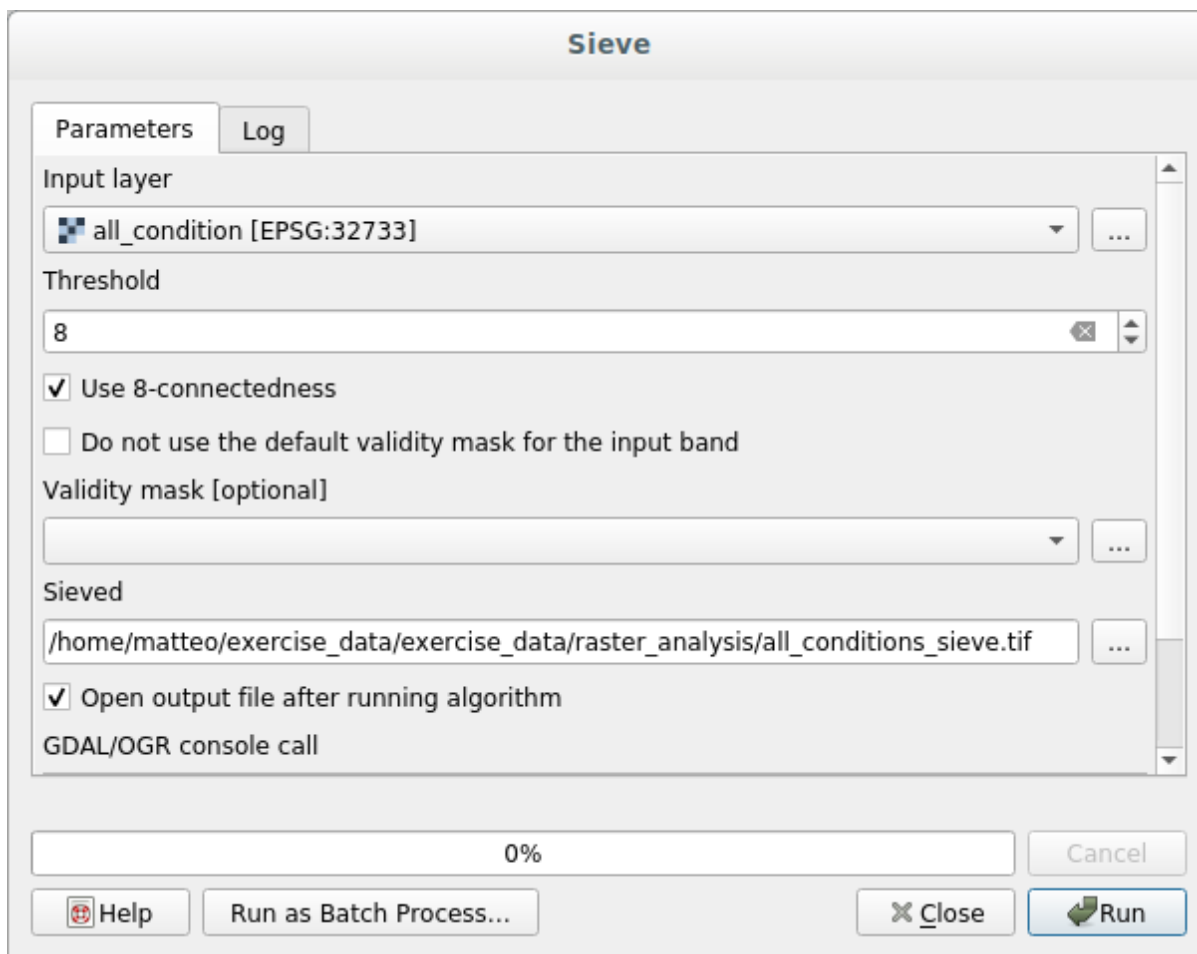 Sieve
Parameters
Log
Input layer
all_condition [EPSG:32733]
...
Threshold
8
Use 8-connectedness
Do not use the default validity mask for the input band
Validity mask [optional]
...
Sieved
/home/matteo/exercise_data/exercise_data/raster_analysis/all_conditions_sieve.tif
...
Open output file after running algorithm
GDAL/OGR console call
0%
Cancel
Help
Run as Batch Process...
Close
Run